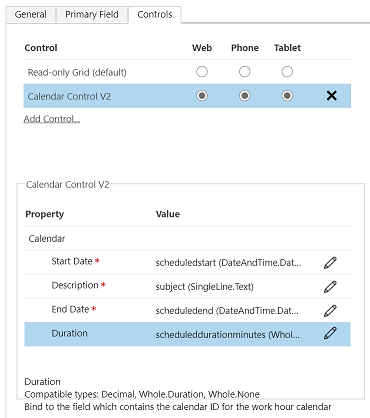 General Primary Field Controls
Control Web Phone Tablet
Read-only Grid (default)
Calendar Control V2
Add Control...
Calendar Control V2
Property Value
Calendar
Start Date * scheduledstart (DateAndTime.Dat...
Description * subject (SingleLine.Text)
End Date * scheduledend (DateAndTime.Dat...
Duration scheduleddurationminutes (Whol...
Duration
Compatible types: Decimal, Whole.Duration, Whole.None
Bind to the field which contains the calendar ID for the work hour calendar